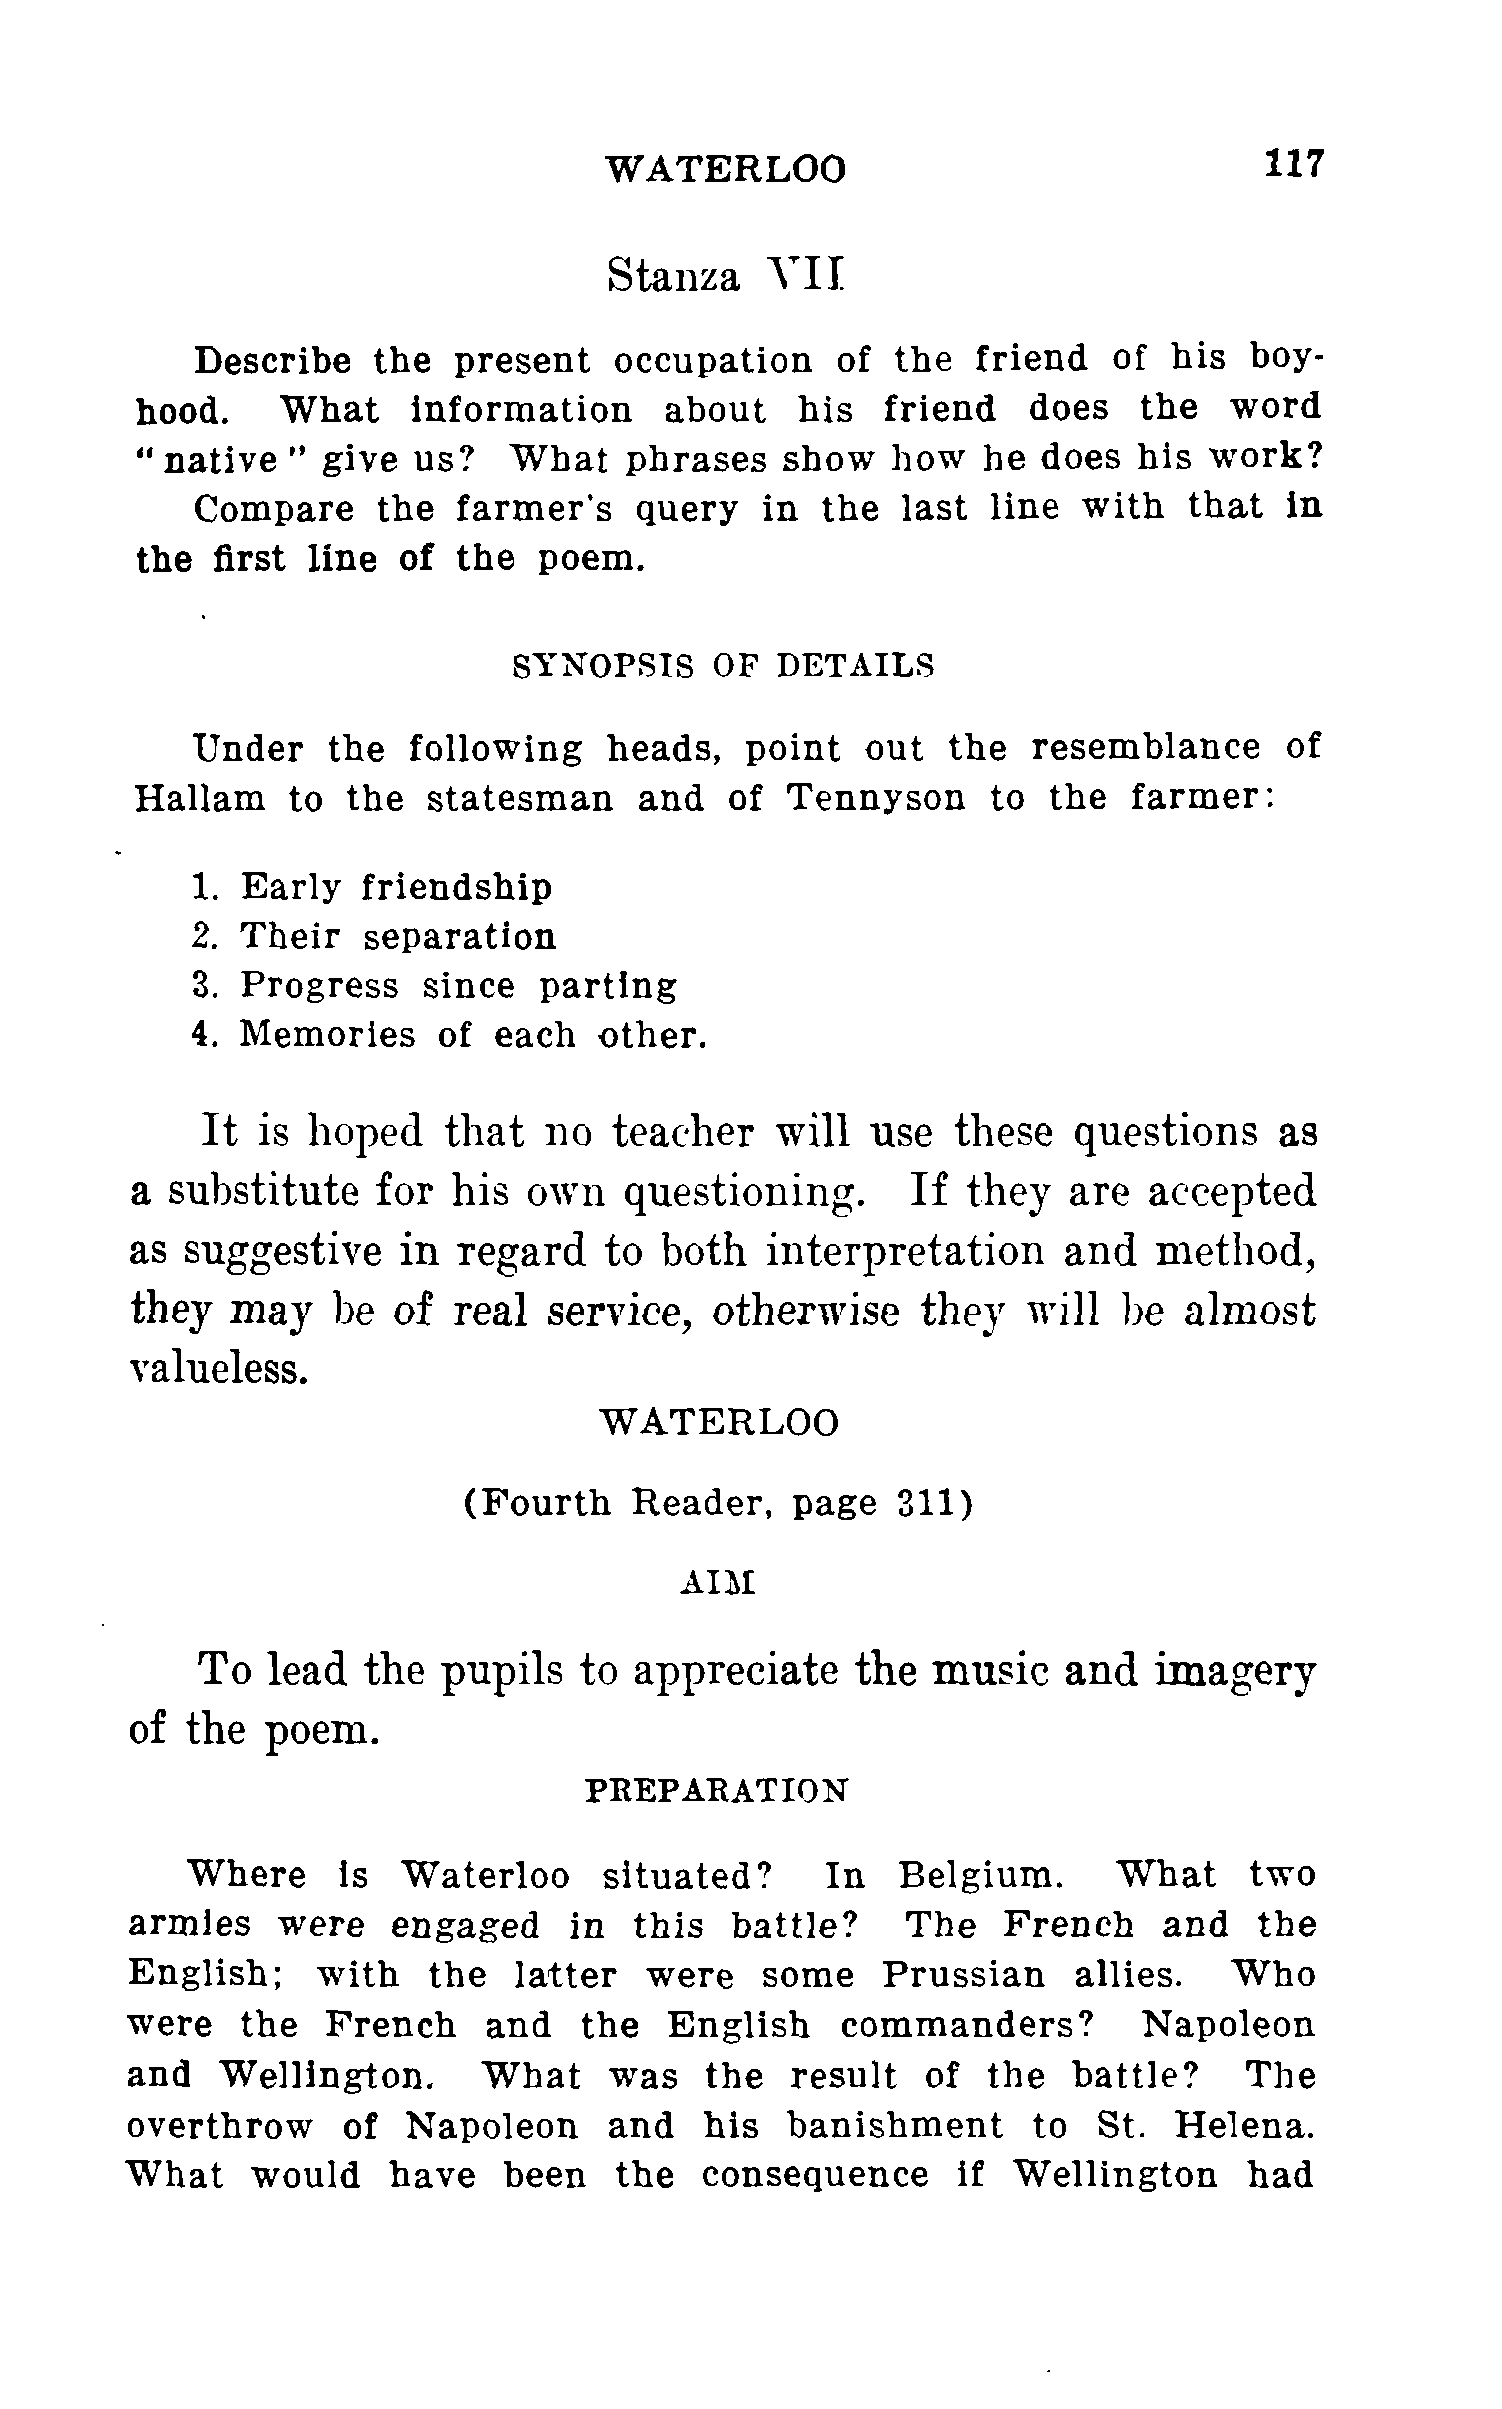 WATERLOO 117
Stanza VII
Describe the present occupation of the friend of his boy-
hood. What information about his friend does the word
“native” give us? What phrases show how he does his work?
Compare the farmer's query in the last line with that in
the first line of the poem.
SYNOPSIS OF DETAILS
Under the following heads, point out the resemblance of
Hallam to the statesman and of Tennyson to the farmer:
1. Early friendship
2. Their separation
3. Progress since parting
4. Memories of each other.
It is hoped that no teacher will use these questions as
a substitute for his own questioning. If they are accepted
as suggestive in regard to both interpretation and method,
they may be of real service, otherwise they will be almost
valueless.
WATERLOO
(Fourth Reader, page 311)
AIM
To lead the pupils to appreciate the music and imagery
of the poem.
PREPARATION
Where is Waterloo situated? In Belgium. What two
armies were engaged in this battle? The French and the
English; with the latter were some Prussian allies. Who
were the French and the English commanders? Napoleon
and Wellington. What was the result of the battle? The
overthrow of Napoleon and his banishment to St. Helena.
What would have been the consequence if Wellington had